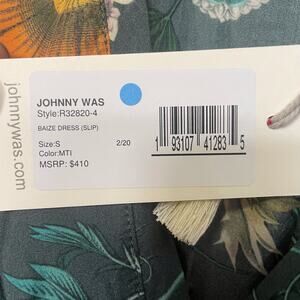 johnnywas.com
JOHNNY WAS
Style:R32820-4
BAIZE DRESS (SLIP)
Size:S 2/20
Color:MTI
MSRP: $410
1 93107 41283 5